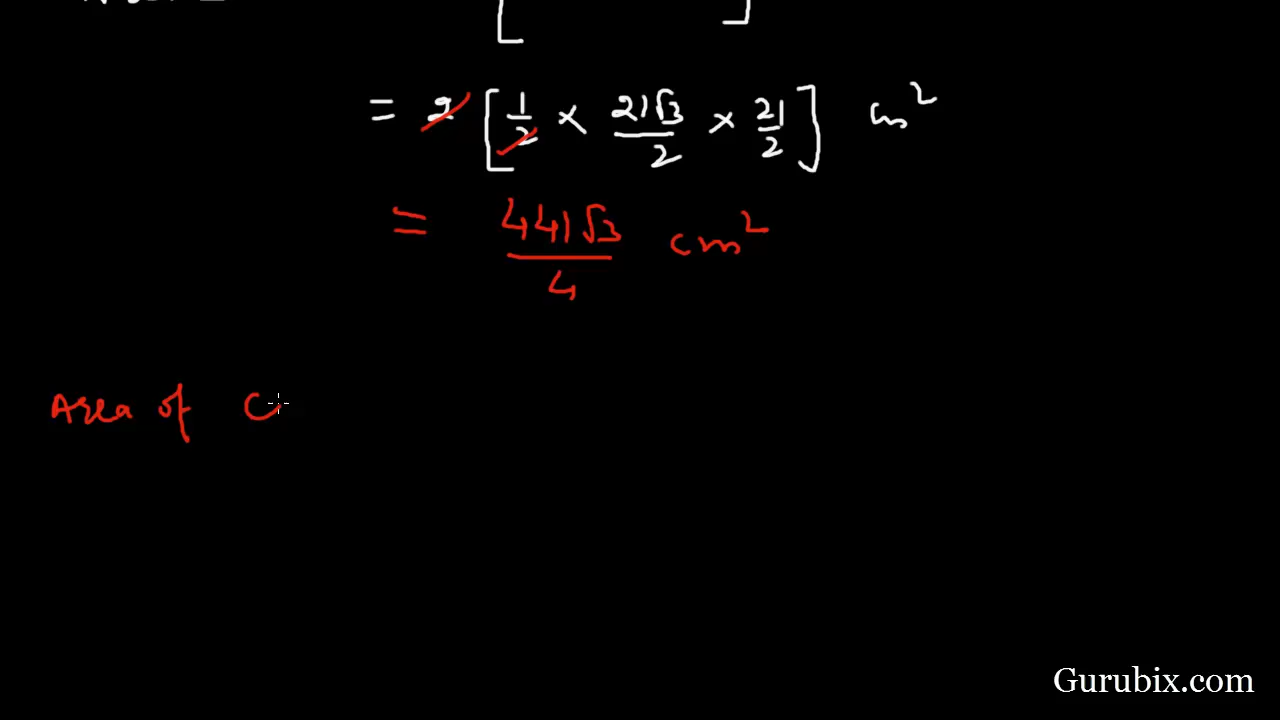 = 2 [ 1/2 × 21√3/2 × 21/2 ] cm²
= 441√3/4 cm²
Area of C
Gurubix.com